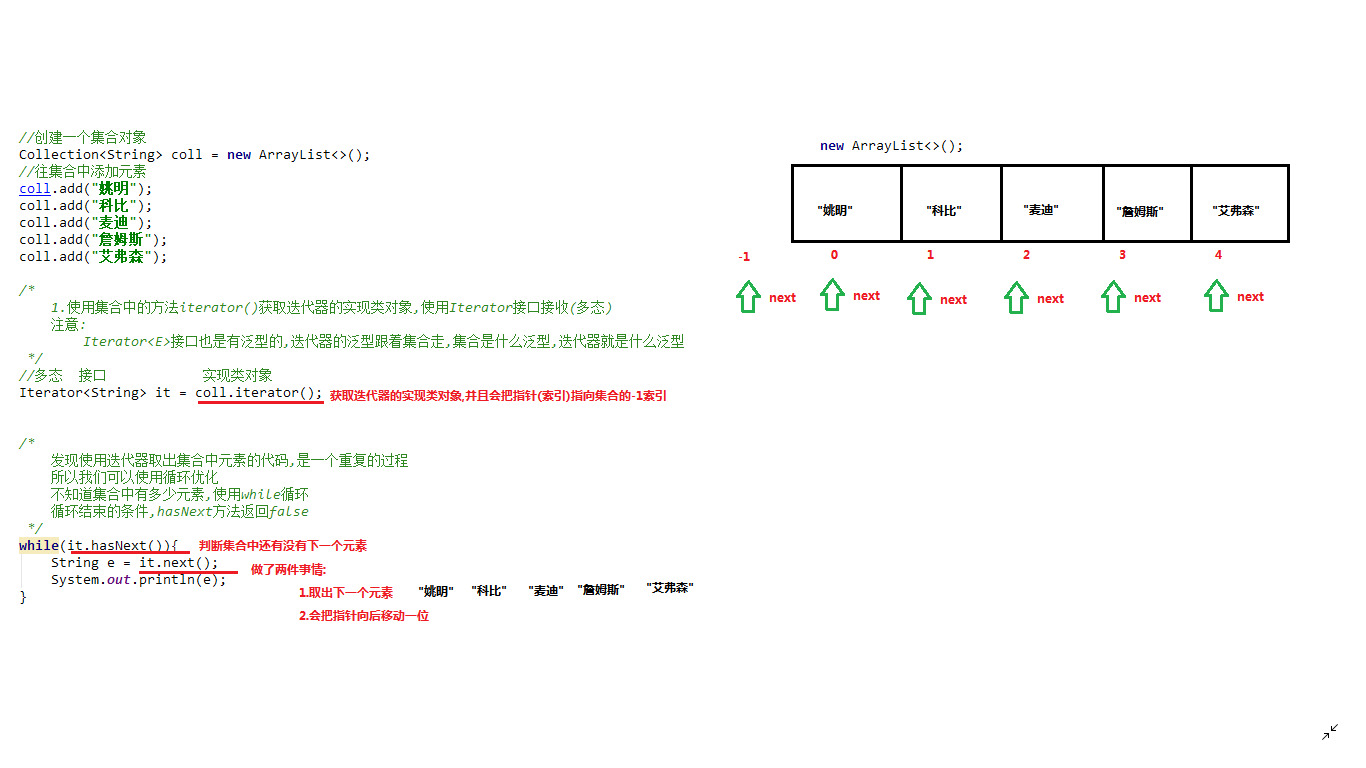 //创建一个集合对象
Collection<String> coll = new ArrayList<>();
//往集合中添加元素
coll.add("姚明");
coll.add("科比");
coll.add("麦迪");
coll.add("詹姆斯");
coll.add("艾弗森");
/*
1.使用集合中的方法iterator()获取迭代器的实现类对象,使用Iterator接口接收(多态)
注意:
Iterator<E>接口也是有泛型的,迭代器的泛型跟着集合走,集合是什么泛型,迭代器就是什么泛型
*/
//多态 接口 实现类对象
Iterator<String> it = coll.iterator(); 获取迭代器的实现类对象,并且会把指针(索引)指向集合的-1索引
/*
发现使用迭代器取出集合中元素的代码,是一个重复的过程
所以我们可以使用循环优化
不知道集合中有多少元素,使用while循环
循环结束的条件,hasNext方法返回false
*/
while(it.hasNext()){ 判断集合中还有没有下一个元素
String e = it.next(); 做了两件事情:
System.out.println(e);
1.取出下一个元素 "姚明" "科比" "麦迪" "詹姆斯" "艾弗森"
}
2.会把指针向后移动一位
new ArrayList<>();
"姚明" "科比" "麦迪" "詹姆斯" "艾弗森"
-1 0 1 2 3 4
next next next next next next